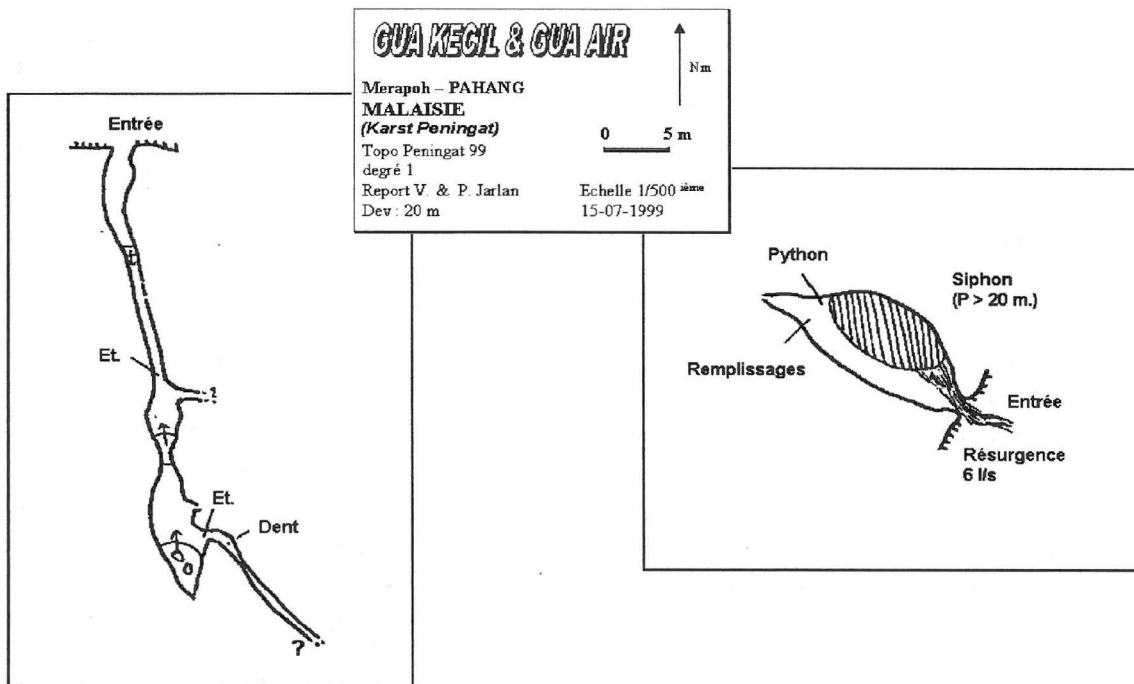 GUA KECIL & GUA AIR
Nm
Merapoh – PAHANG
MALAISIE
(Karst Peningat)
Topo Peningat 99
degré 1
Report V. & P. Jarlan
Dev : 20 m
0 5 m
Echelle 1/500 ième
15-07-1999
Entrée
Et.
?
Et.
Dent
?
Python
Siphon
(P > 20 m.)
Remplissages
Entrée
Résurgence
6 l/s